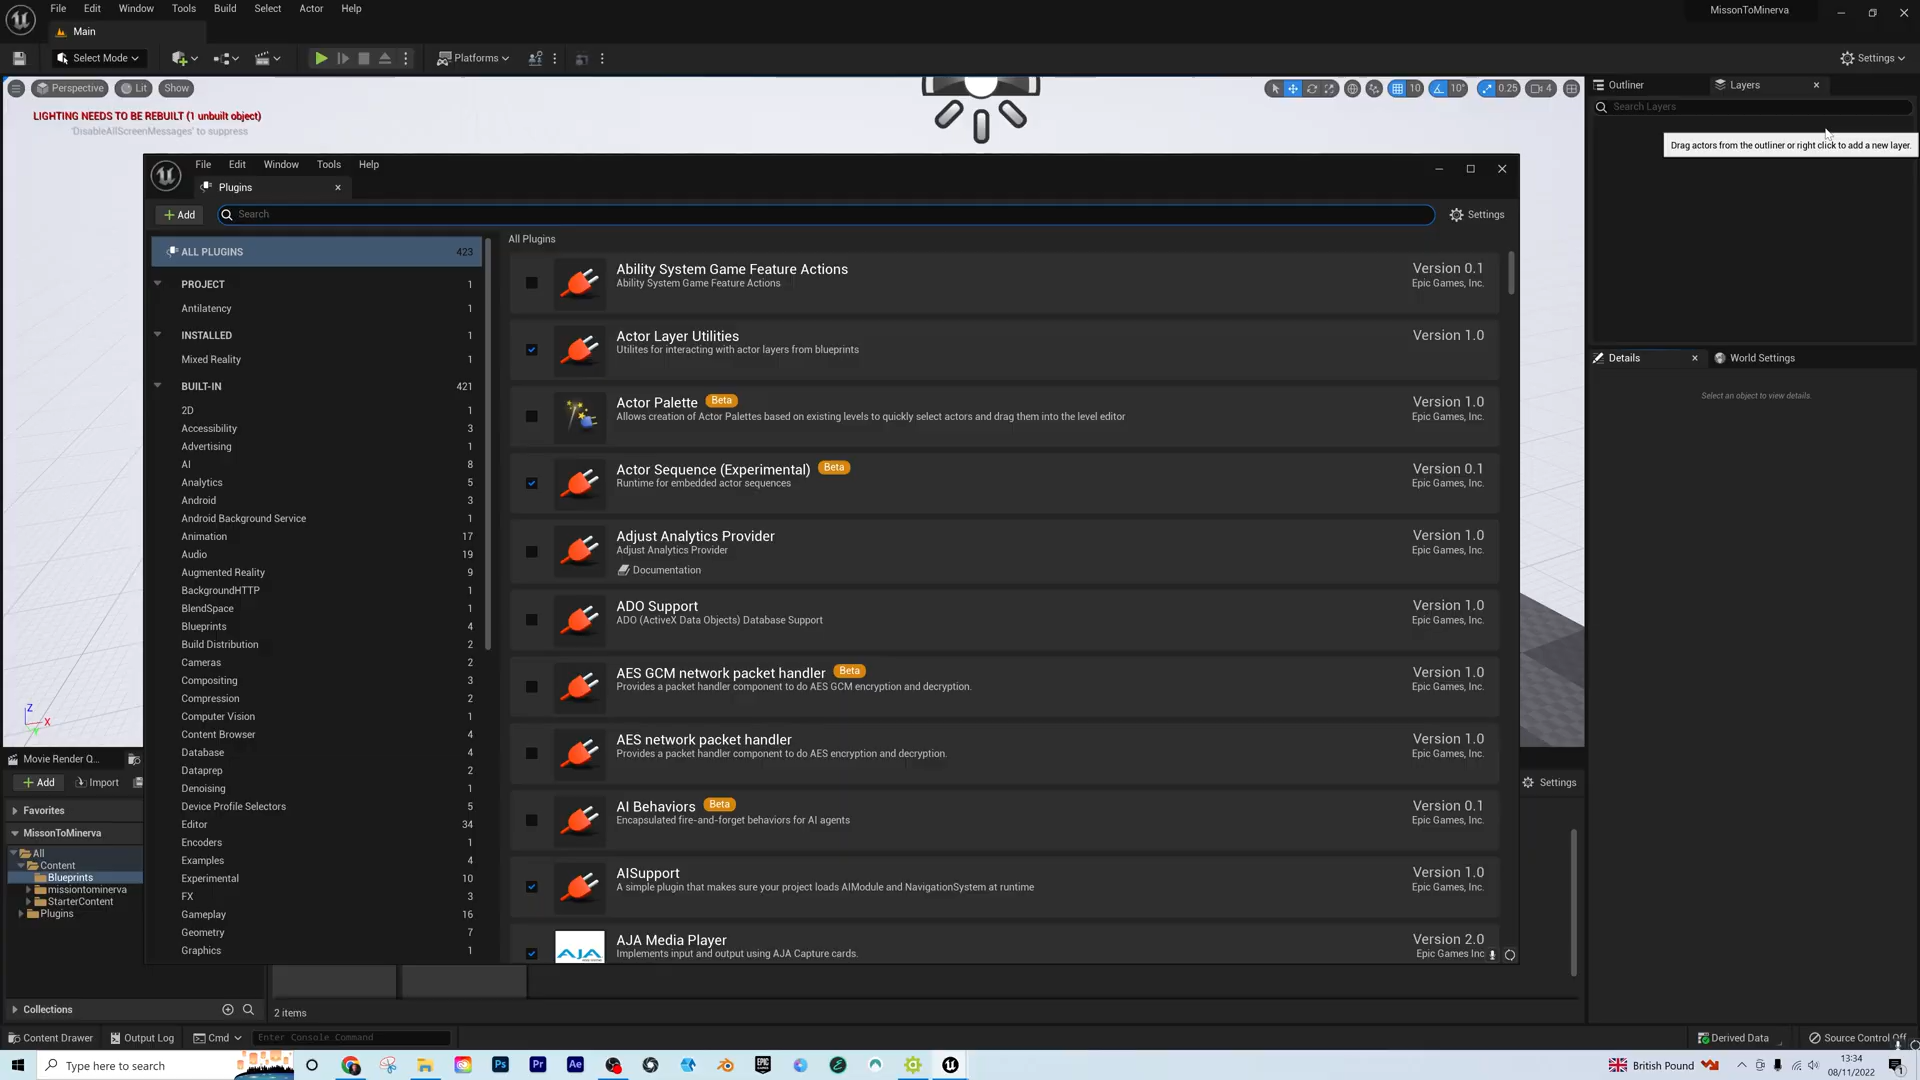 File Edit Window Tools Build Select Actor Help
MissonToMinerva
Main
Select Mode
Platforms
Settings
Perspective
Lit
Show
10
10°
0.25
4
Outliner
Layers
Search Layers
LIGHTING NEEDS TO BE REBUILT (1 unbuilt object)
'DisableAllScreenMessages' to suppress
Drag actors from the outliner or right click to add a new layer.
File Edit Window Tools Help
Plugins
Add
Search
Settings
ALL PLUGINS 423
PROJECT 1
Antilatency 1
INSTALLED 1
Mixed Reality 1
BUILT-IN 421
2D 1
Accessibility 3
Advertising 1
AI 8
Analytics 5
Android 3
Android Background Service 1
Animation 17
Audio 19
Augmented Reality 9
BackgroundHTTP 1
BlendSpace 1
Blueprints 4
Build Distribution 2
Cameras 2
Compositing 3
Compression 2
Computer Vision 1
Content Browser 4
Database 4
Dataprep 2
Denoising 1
Device Profile Selectors 5
Editor 34
Encoders 1
Examples 4
Experimental 10
FX 3
Gameplay 16
Geometry 7
Graphics 1
All Plugins
Ability System Game Feature Actions Version 0.1
Ability System Game Feature Actions Epic Games, Inc.
Actor Layer Utilities Version 1.0
Utilites for interacting with actor layers from blueprints
Actor Palette Beta Version 1.0
Allows creation of Actor Palettes based on existing levels to quickly select actors and drag them into the level editor Epic Games, Inc.
Actor Sequence (Experimental) Beta Version 0.1
Runtime for embedded actor sequences Epic Games, Inc.
Adjust Analytics Provider Version 1.0
Adjust Analytics Provider Epic Games, Inc.
Documentation
ADO Support Version 1.0
ADO (ActiveX Data Objects) Database Support Epic Games, Inc.
AES GCM network packet handler Beta Version 1.0
Provides a packet handler component to do AES GCM encryption and decryption. Epic Games, Inc.
AES network packet handler Version 1.0
Provides a packet handler component to do AES encryption and decryption. Epic Games, Inc.
AI Behaviors Beta Version 0.1
Encapsulated fire-and-forget behaviors for AI agents Epic Games, Inc.
AISupport Version 1.0
A simple plugin that makes sure your project loads AIModule and NavigationSystem at runtime Epic Games, Inc.
AJA
AJA Media Player Version 2.0
Implements input and output using AJA Capture cards. Epic Games Inc
Details
World Settings
Select an object to view details.
Z
X
Movie Render Q...
Add
Import
Settings
Favorites
MissonToMinerva
All
Content
Blueprints
missiontominerva
StarterContent
Plugins
Collections
2 items
Content Drawer
Output Log
Cmd
Enter Console Command
Derived Data
Source Control Off
Type here to search
Ps
Pr
Ae
British Pound
13:34
08/11/2022